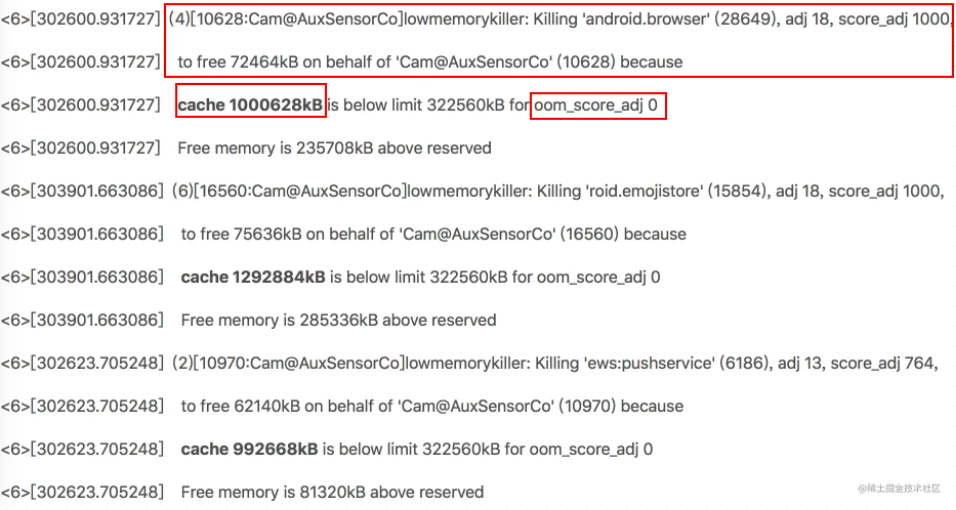 <6>[302600.931727] (4)[10628:Cam@AuxSensorCo]lowmemorykiller: Killing 'android.browser' (28649), adj 18, score_adj 1000,
<6>[302600.931727] to free 72464kB on behalf of 'Cam@AuxSensorCo' (10628) because
<6>[302600.931727] cache 1000628kB is below limit 322560kB for oom_score_adj 0
<6>[302600.931727] Free memory is 235708kB above reserved
<6>[303901.663086] (6)[16560:Cam@AuxSensorCo]lowmemorykiller: Killing 'roid.emojistore' (15854), adj 18, score_adj 1000,
<6>[303901.663086] to free 75636kB on behalf of 'Cam@AuxSensorCo' (16560) because
<6>[303901.663086] cache 1292884kB is below limit 322560kB for oom_score_adj 0
<6>[303901.663086] Free memory is 285336kB above reserved
<6>[302623.705248] (2)[10970:Cam@AuxSensorCo]lowmemorykiller: Killing 'ews:pushservice' (6186), adj 13, score_adj 764,
<6>[302623.705248] to free 62140kB on behalf of 'Cam@AuxSensorCo' (10970) because
<6>[302623.705248] cache 992668kB is below limit 322560kB for oom_score_adj 0
<6>[302623.705248] Free memory is 81320kB above reserved
@稀土掘金技术社区